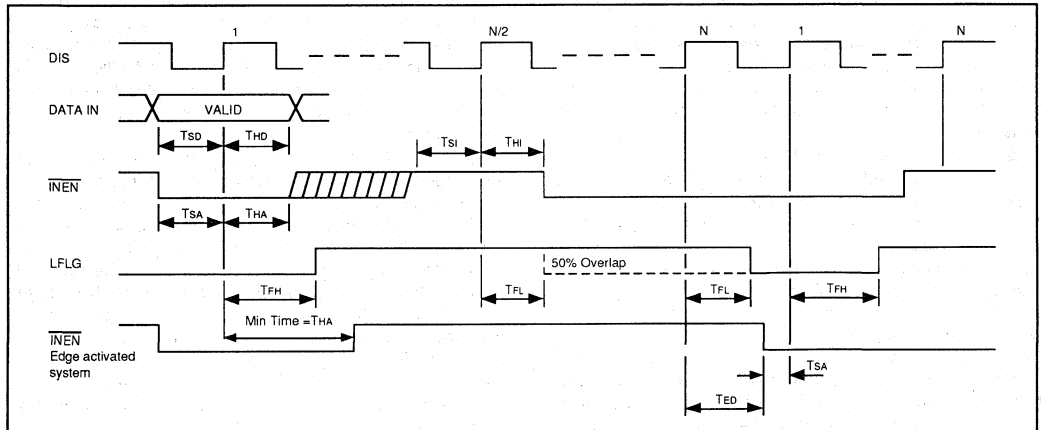 1 N/2 N 1 N
DIS
DATA IN VALID
TSD THD TSI THI
INEN
TSA THA
LFLG 50% Overlap
TFH TFL TFL TFH
Min Time =THA
INEN
Edge activated
system
TSA
TED